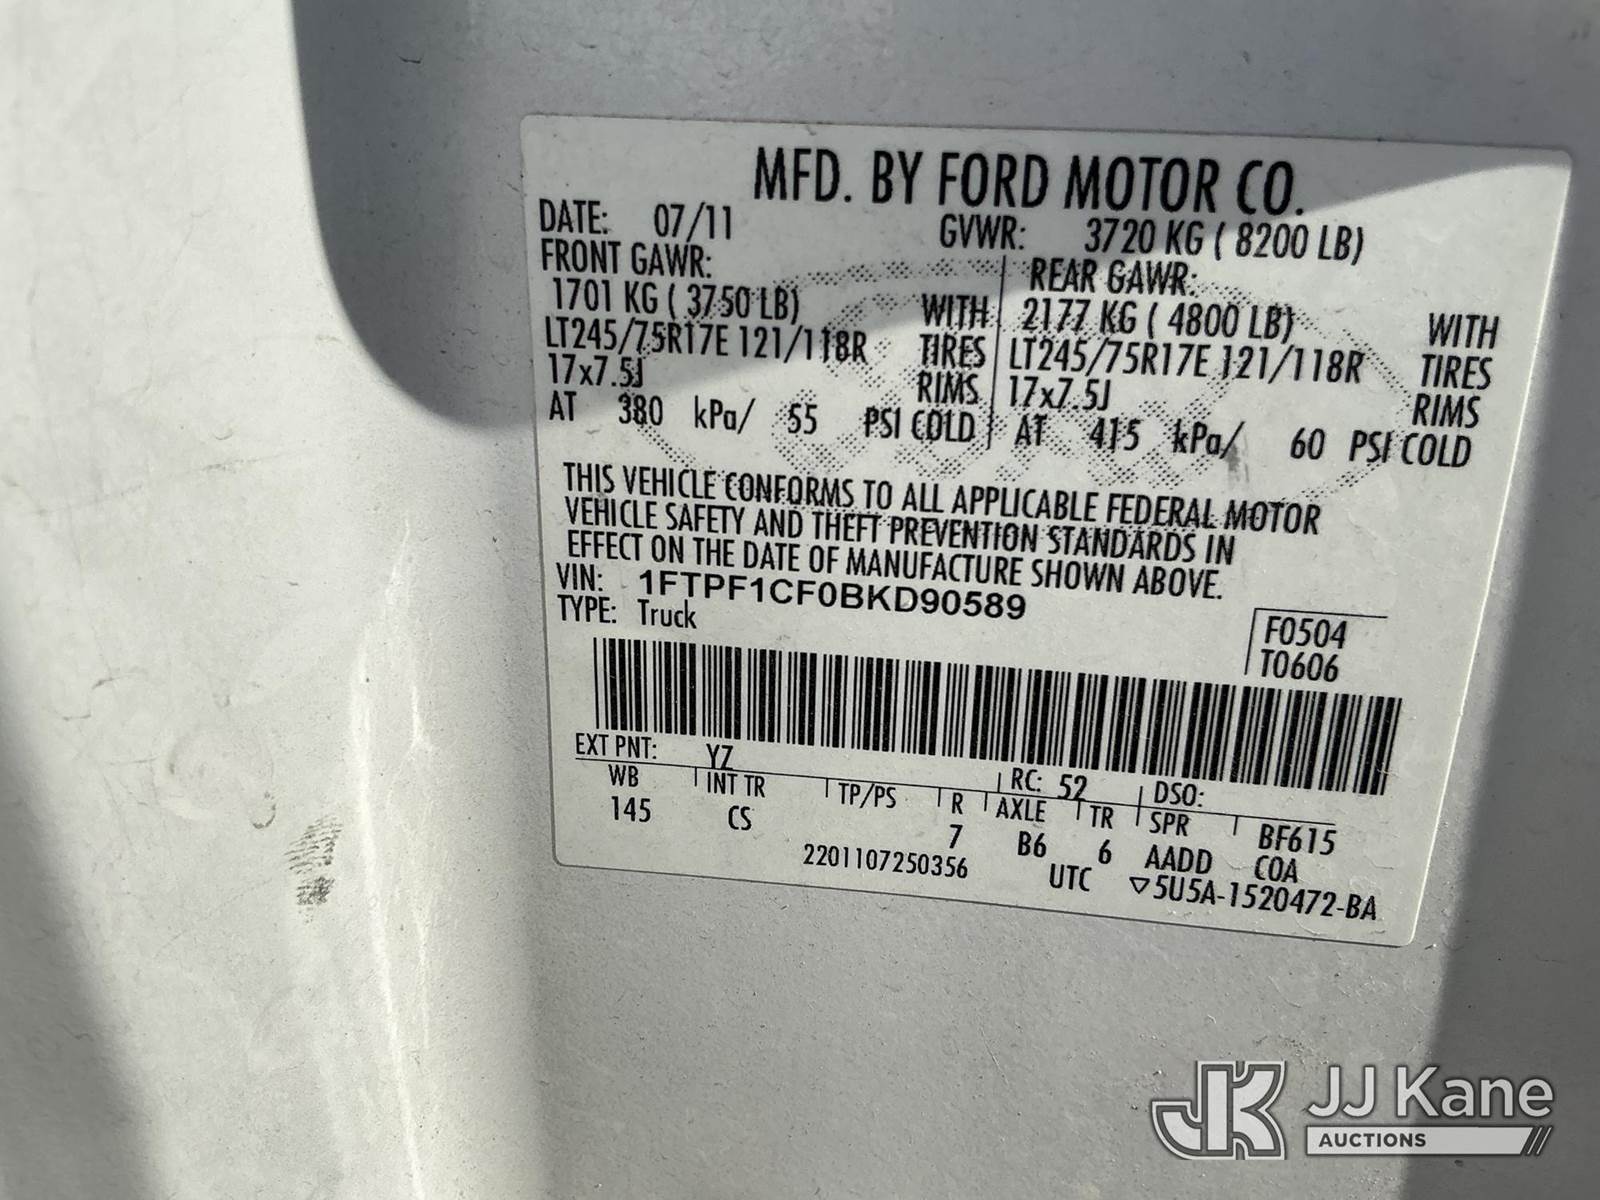 MFD. BY FORD MOTOR CO.
DATE: 07/11 GVWR: 3720 KG ( 8200 LB)
FRONT GAWR: REAR GAWR:
1701 KG ( 3750 LB) WITH 2177 KG ( 4800 LB) WITH
LT245/75R17E 121/118R TIRES LT245/75R17E 121/118R TIRES
17x7.5J RIMS 17x7.5J RIMS
AT 380 kPa/ 55 PSI COLD AT 415 kPa/ 60 PSI COLD
THIS VEHICLE CONFORMS TO ALL APPLICABLE FEDERAL MOTOR
VEHICLE SAFETY AND THEFT PREVENTION STANDARDS IN
EFFECT ON THE DATE OF MANUFACTURE SHOWN ABOVE.
VIN: 1FTPF1CF0BKD90589
TYPE: Truck
F0504
T0606
EXT PNT: YZ RC: 52 DSO:
WB INT TR TP/PS R AXLE TR SPR BF615
145 CS 7 B6 6 AADD COA
2201107250356 UTC ▽5U5A-1520472-BA
JJ Kane
AUCTIONS